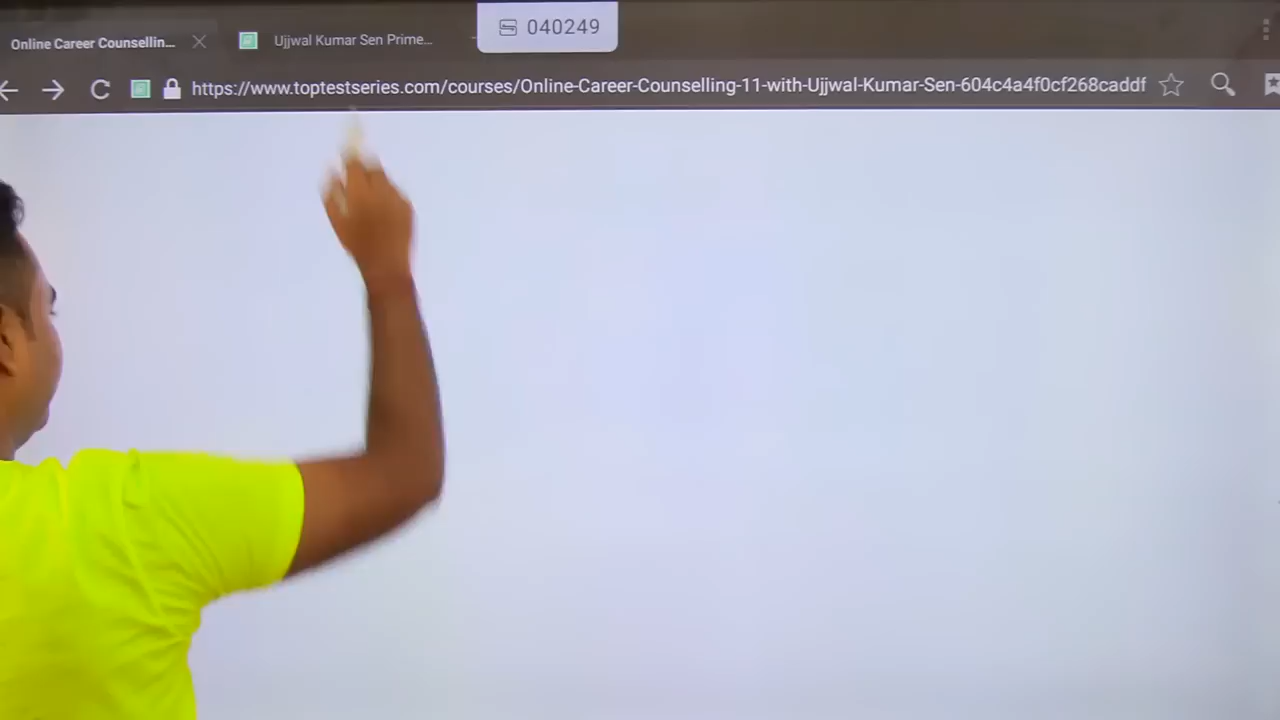 040249
Online Career Counsellin...
Ujjwal Kumar Sen Prime...
https://www.toptestseries.com/courses/Online-Career-Counselling-11-with-Ujjwal-Kumar-Sen-604c4a4f0cf268caddf